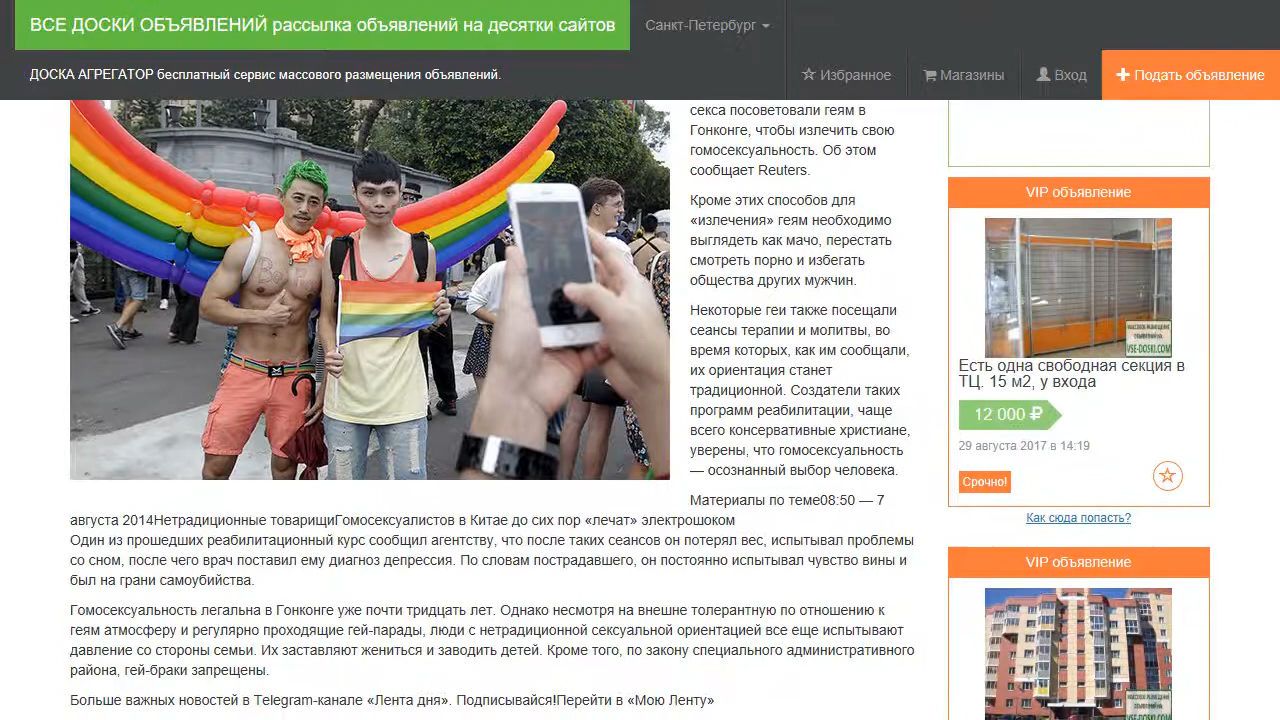 ВСЕ ДОСКИ ОБЪЯВЛЕНИЙ рассылка объявлений на десятки сайтов
Санкт-Петербург
ДОСКА АГРЕГАТОР бесплатный сервис массового размещения объявлений.
Избранное
Магазины
Вход
Подать объявление
секса посоветовали геям в
Гонконге, чтобы излечить свою
гомосексуальность. Об этом
сообщает Reuters.
Кроме этих способов для
«излечения» геям необходимо
выглядеть как мачо, перестать
смотреть порно и избегать
общества других мужчин.
Некоторые геи также посещали
сеансы терапии и молитвы, во
время которых, как им сообщали,
их ориентация станет
традиционной. Создатели таких
программ реабилитации, чаще
всего консервативные христиане,
уверены, что гомосексуальность
— осознанный выбор человека.
Материалы по теме08:50 — 7
августа 2014Нетрадиционные товарищиГомосексуалистов в Китае до сих пор «лечат» электрошоком
Один из прошедших реабилитационный курс сообщил агентству, что после таких сеансов он потерял вес, испытывал проблемы
со сном, после чего врач поставил ему диагноз депрессия. По словам пострадавшего, он постоянно испытывал чувство вины и
был на грани самоубийства.
Гомосексуальность легальна в Гонконге уже почти тридцать лет. Однако несмотря на внешне толерантную по отношению к
геям атмосферу и регулярно проходящие гей-парады, люди с нетрадиционной сексуальной ориентацией все еще испытывают
давление со стороны семьи. Их заставляют жениться и заводить детей. Кроме того, по закону специального административного
района, гей-браки запрещены.
Больше важных новостей в Telegram-канале «Лента дня». Подписывайся!Перейти в «Мою Ленту»
VIP объявление
VSE-DOSKI.COM
Есть одна свободная секция в
ТЦ. 15 м2, у входа
12 000 ₽
29 августа 2017 в 14:19
Срочно!
Как сюда попасть?
VIP объявление
VSE-DOSKI.COM